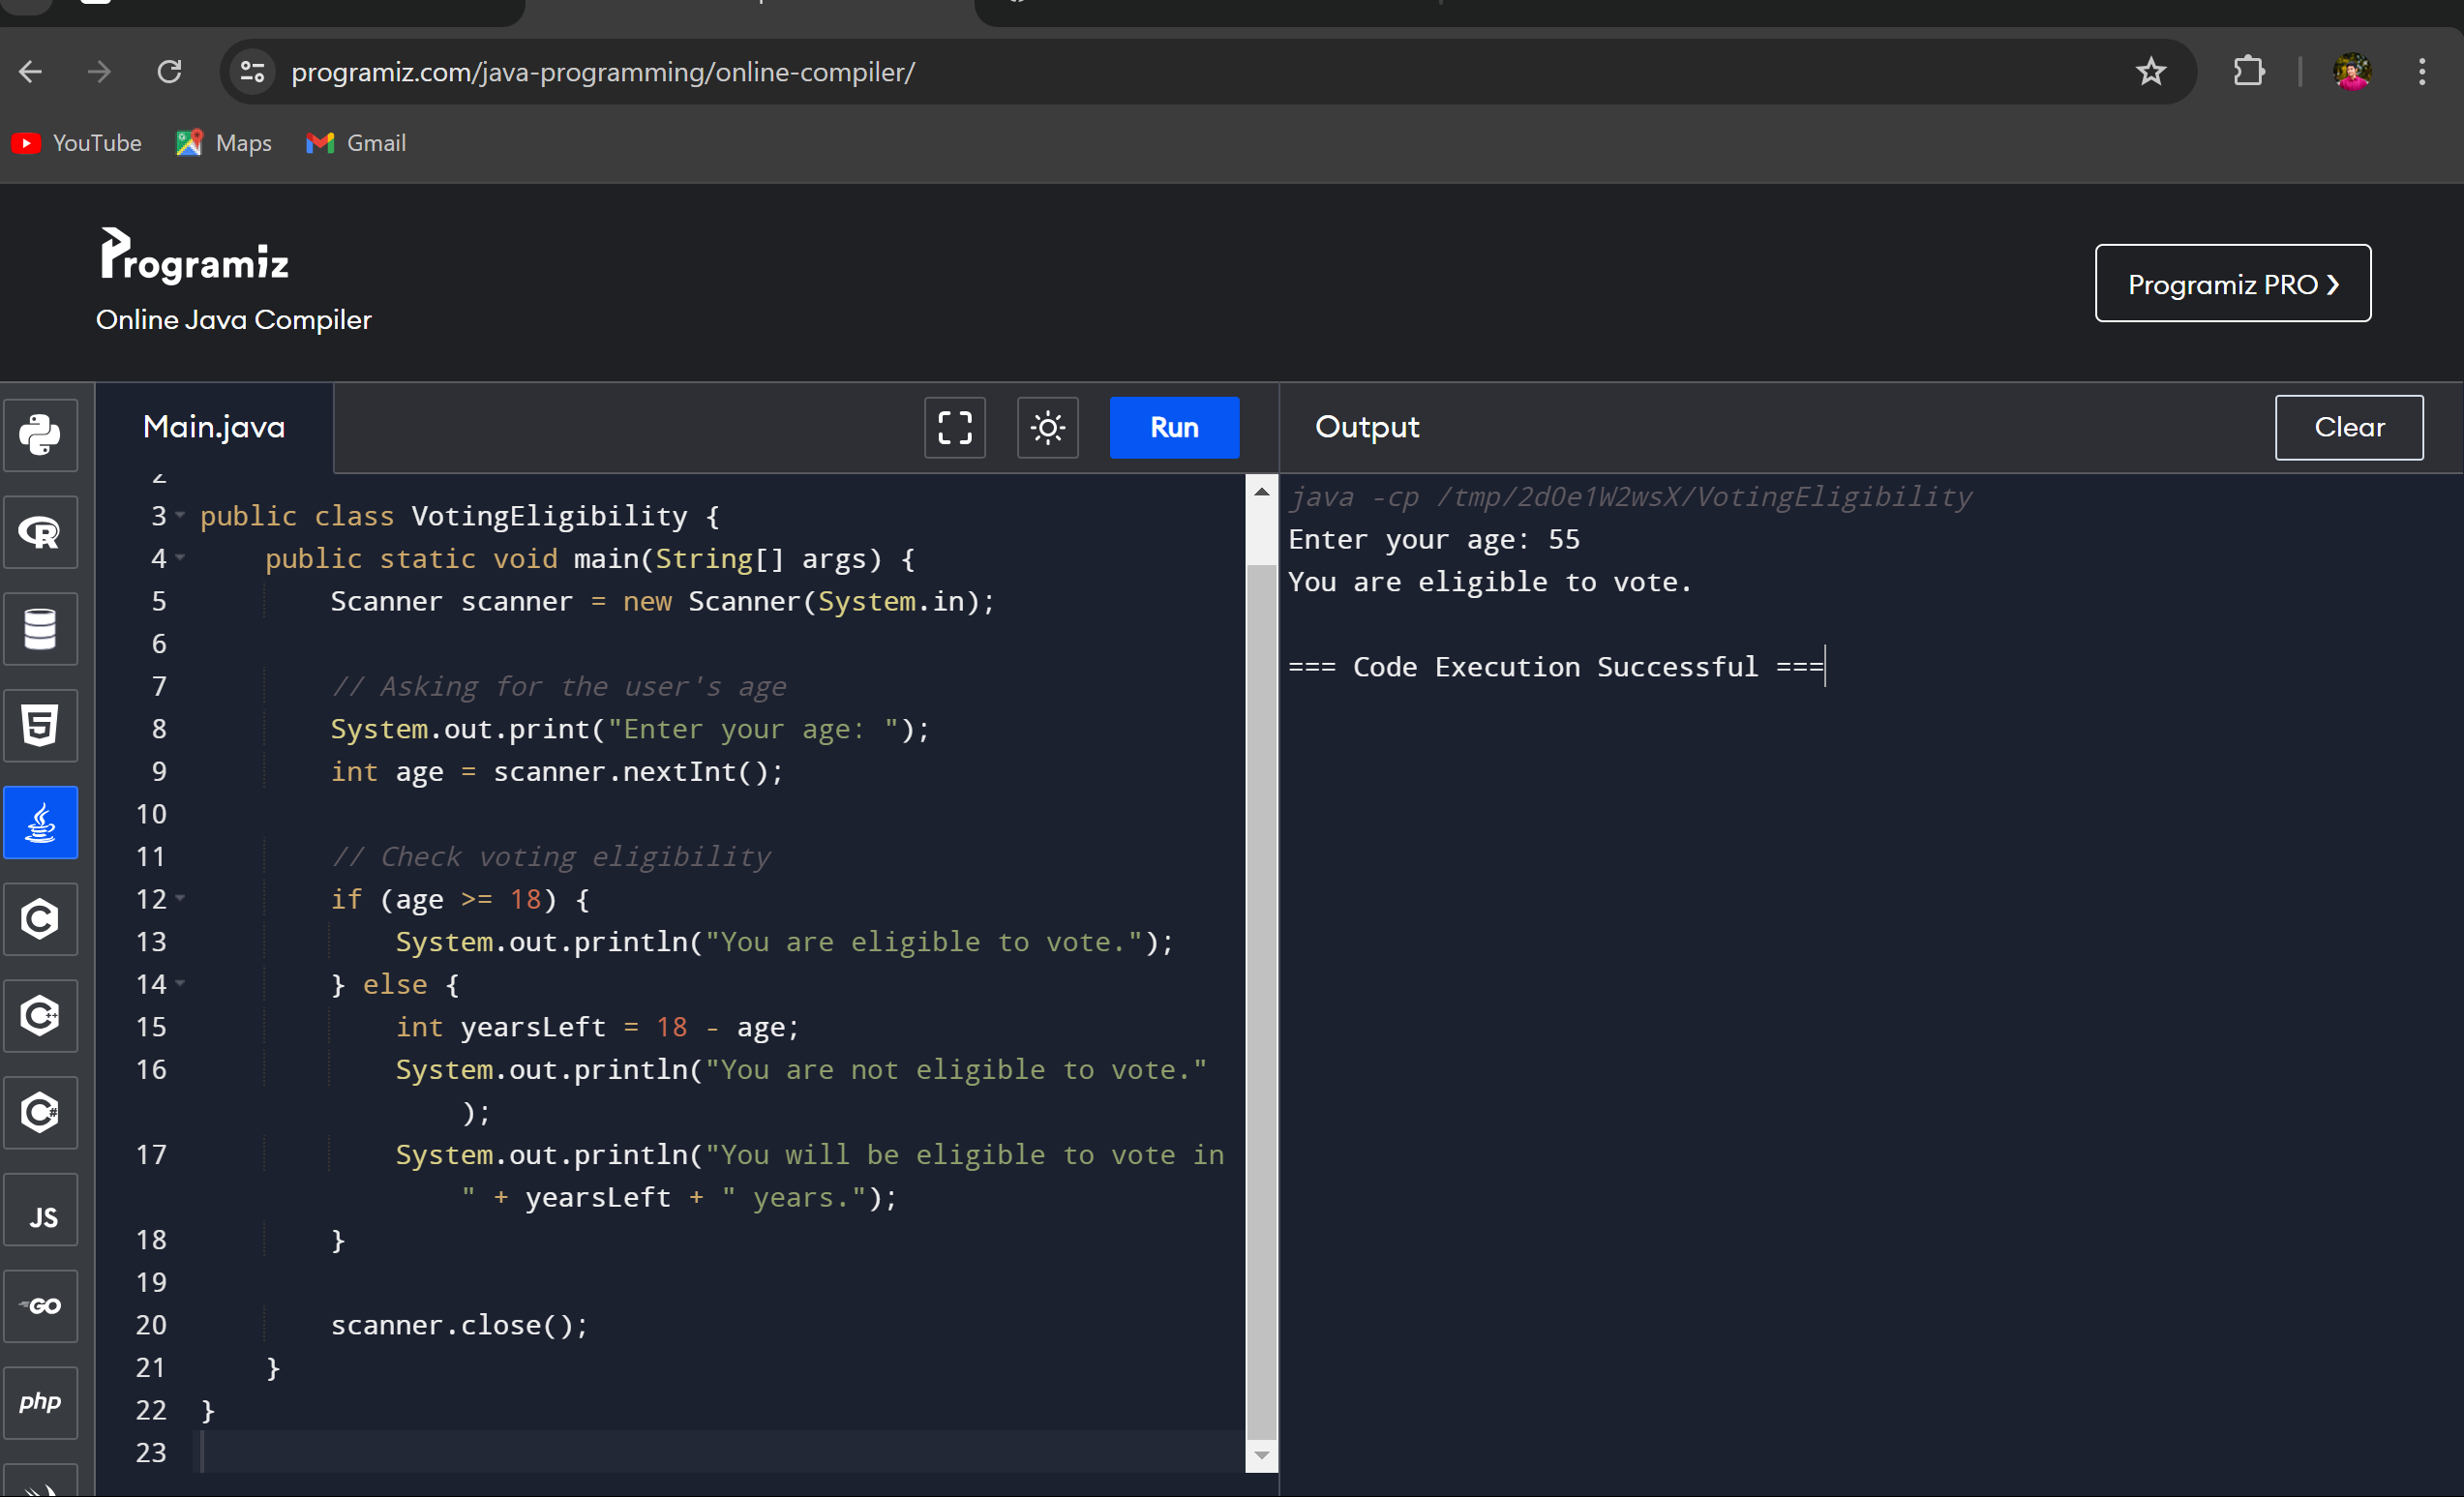 programiz.com/java-programming/online-compiler/
YouTube Maps Gmail
Programiz
Online Java Compiler
Programiz PRO ❯
Main.java
Run
Output
Clear
2
3 public class VotingEligibility {
4 public static void main(String[] args) {
5 Scanner scanner = new Scanner(System.in);
6
7 // Asking for the user's age
8 System.out.print("Enter your age: ");
9 int age = scanner.nextInt();
10
11 // Check voting eligibility
12 if (age >= 18) {
13 System.out.println("You are eligible to vote.");
14 } else {
15 int yearsLeft = 18 - age;
16 System.out.println("You are not eligible to vote."
);
17 System.out.println("You will be eligible to vote in
" + yearsLeft + " years.");
18 }
19
20 scanner.close();
21 }
22 }
23
java -cp /tmp/2d0e1W2wsX/VotingEligibility
Enter your age: 55
You are eligible to vote.
=== Code Execution Successful ===
R
5
C
C++
C#
JS
GO
php